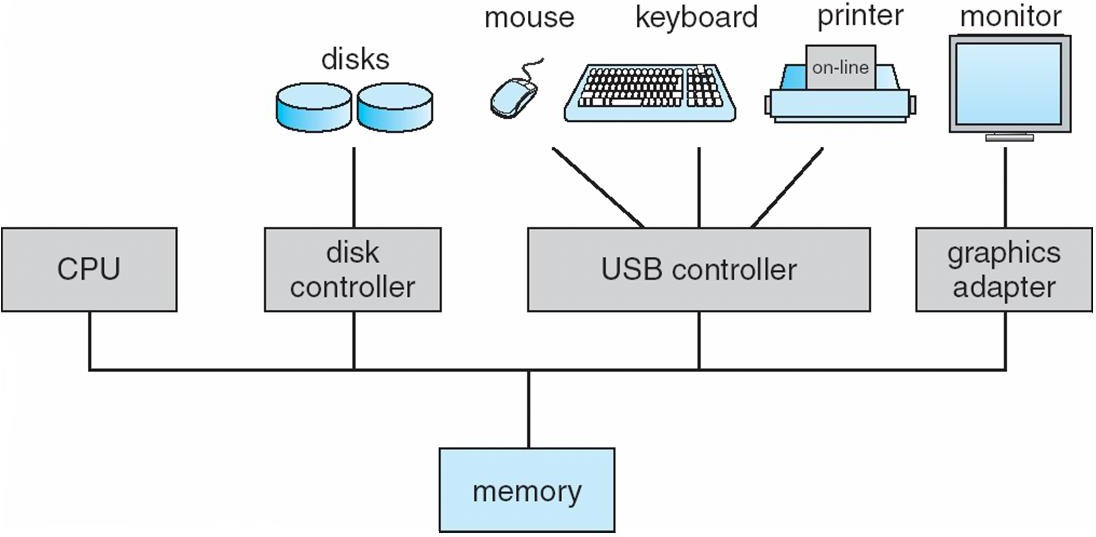 mouse
keyboard
printer
monitor
disks
on-line
CPU
disk
controller
USB controller
graphics
adapter
memory